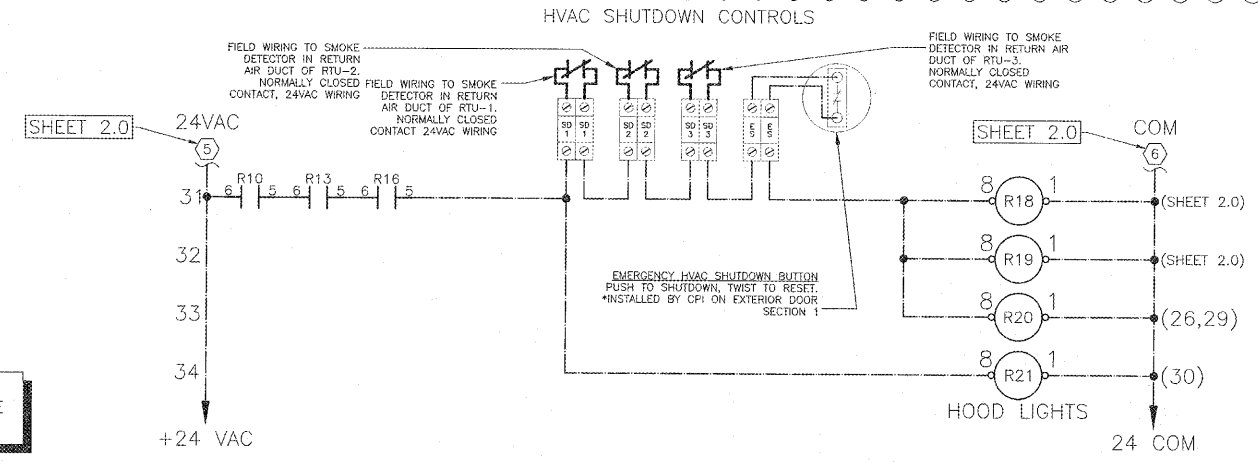 HVAC SHUTDOWN CONTROLS
FIELD WIRING TO SMOKE
DETECTOR IN RETURN
AIR DUCT OF RTU-2.
NORMALLY CLOSED
CONTACT, 24VAC WIRING
FIELD WIRING TO SMOKE
DETECTOR IN RETURN
AIR DUCT OF RTU-1.
NORMALLY CLOSED
CONTACT 24VAC WIRING
FIELD WIRING TO SMOKE
DETECTOR IN RETURN AIR
DUCT OF RTU-3.
NORMALLY CLOSED
CONTACT, 24VAC WIRING
SD 1
SD 1
SD 2
SD 2
SD 3
SD 3
ES
ES
SHEET 2.0
24VAC
5
SHEET 2.0
COM
6
31
6 R10 5
6 R13 5
6 R16 5
8 R18 1
(SHEET 2.0)
32
8 R19 1
(SHEET 2.0)
EMERGENCY HVAC SHUTDOWN BUTTON
PUSH TO SHUTDOWN, TWIST TO RESET.
*INSTALLED BY CPI ON EXTERIOR DOOR
SECTION 1
33
8 R20 1
(26,29)
34
8 R21 1
(30)
HOOD LIGHTS
E
+24 VAC
24 COM